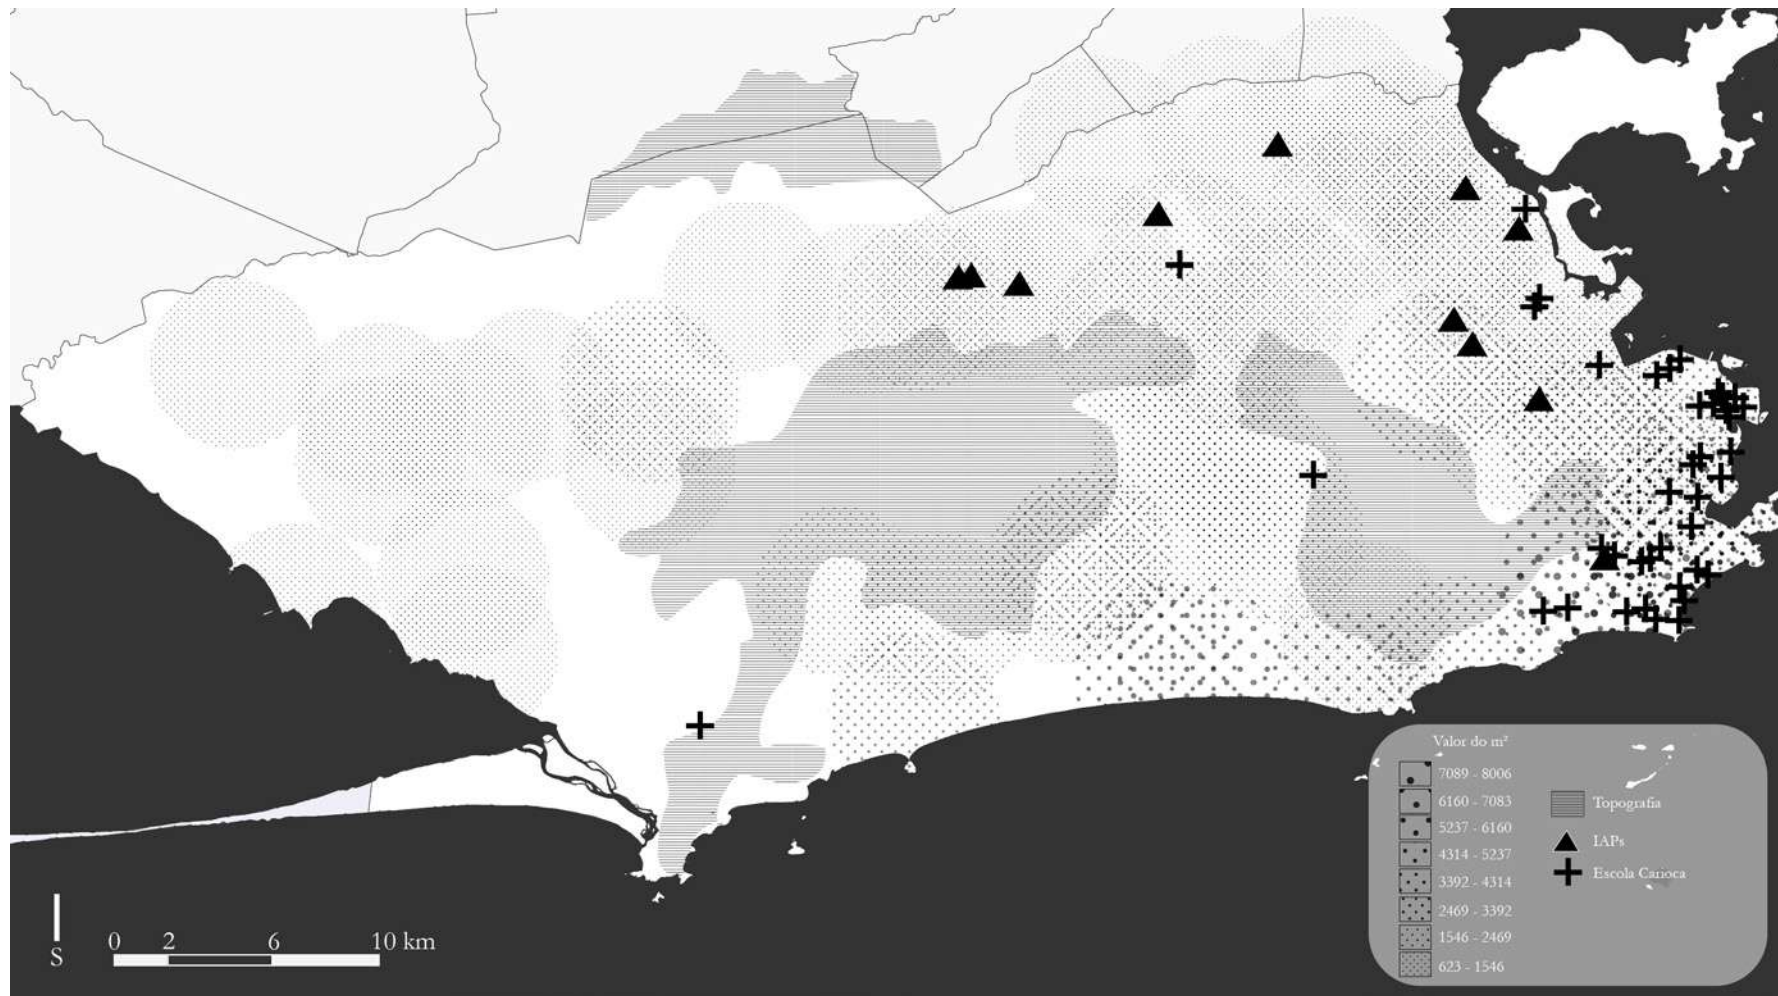 Valor do m²
7089 - 8006
6160 - 7083
5237 - 6160
4314 - 5237
3392 - 4314
2469 - 3392
1546 - 2469
623 - 1546
Topografia
IAPs
Escola Carioca
S
0 2 6 10 km